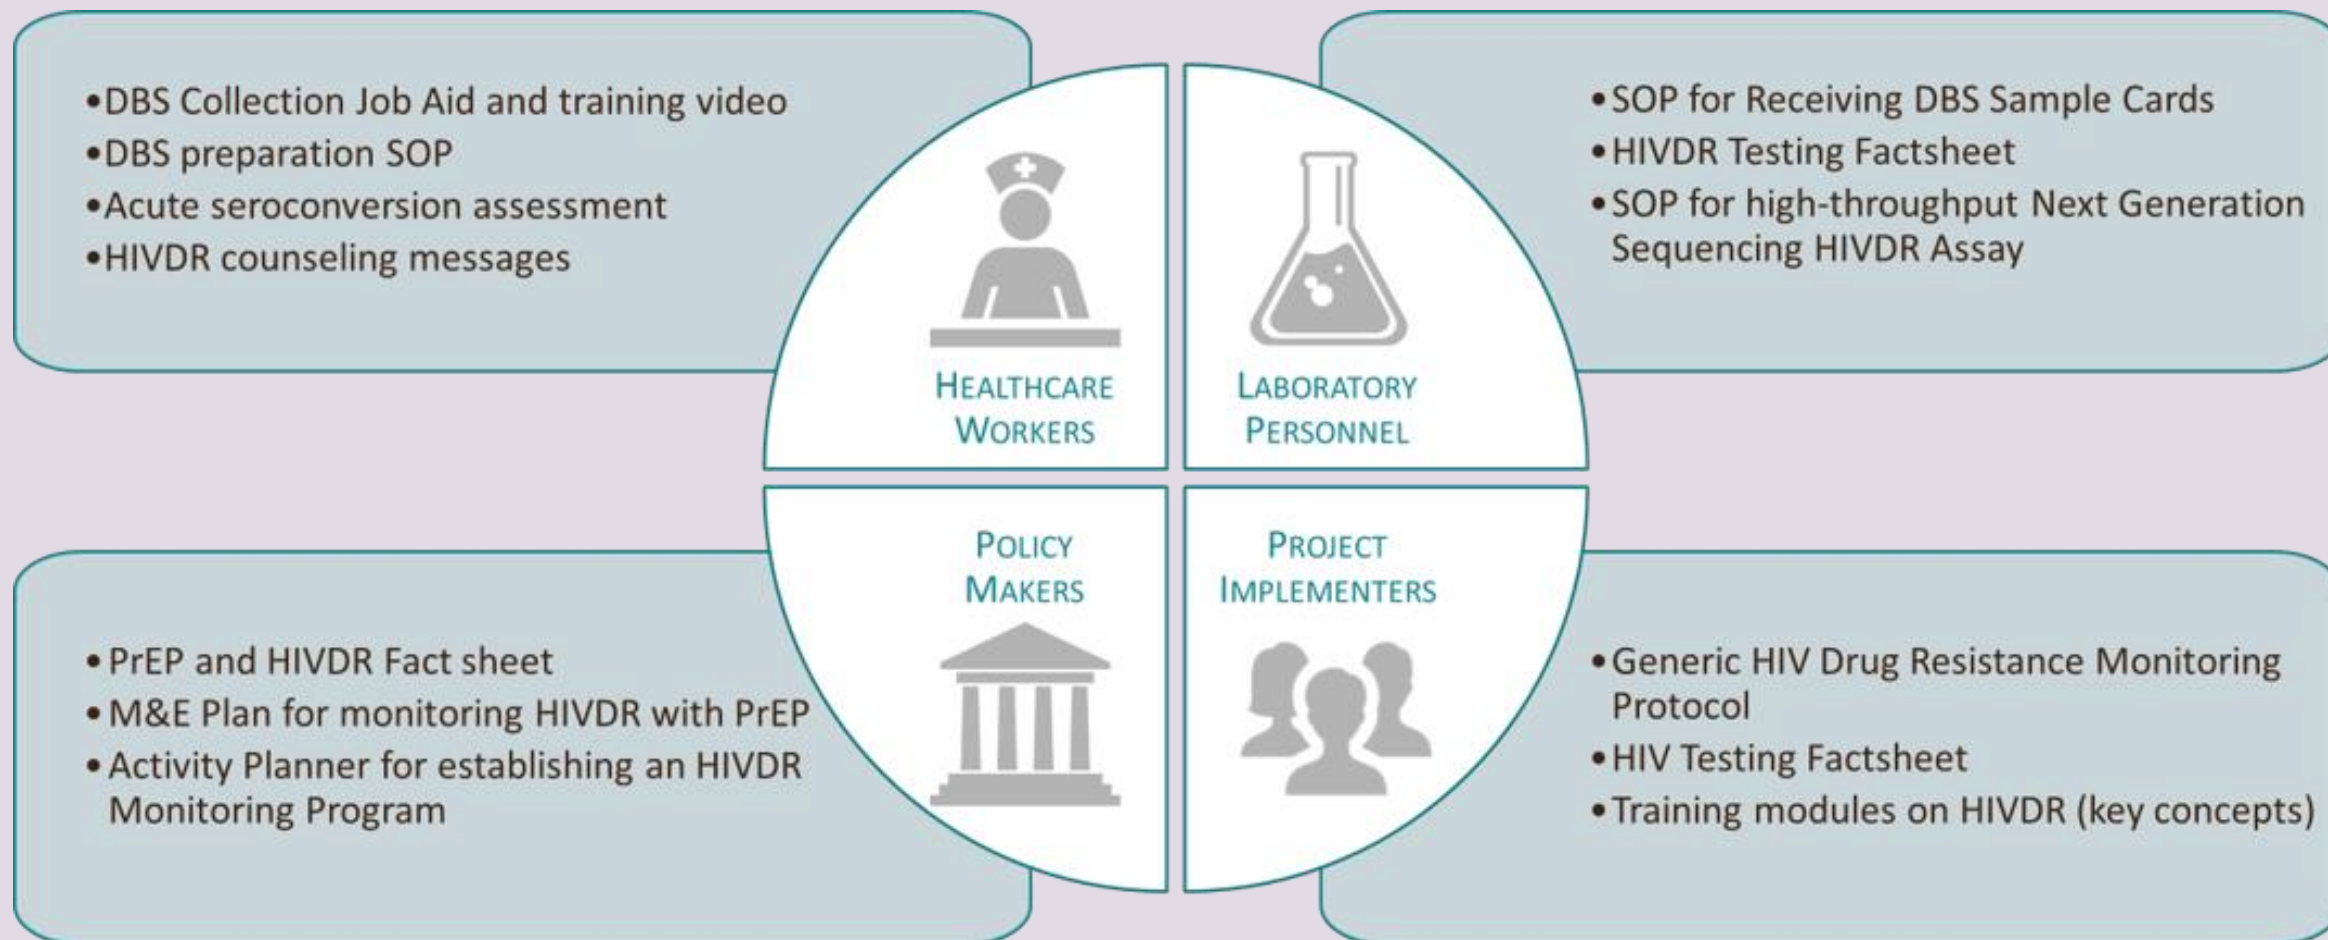 •DBS Collection Job Aid and training video
•DBS preparation SOP
•Acute seroconversion assessment
•HIVDR counseling messages
HEALTHCARE
WORKERS
LABORATORY
PERSONNEL
•SOP for Receiving DBS Sample Cards
•HIVDR Testing Factsheet
•SOP for high-throughput Next Generation
Sequencing HIVDR Assay
•PrEP and HIVDR Fact sheet
•M&E Plan for monitoring HIVDR with PrEP
•Activity Planner for establishing an HIVDR
Monitoring Program
POLICY
MAKERS
PROJECT
IMPLEMENTERS
•Generic HIV Drug Resistance Monitoring
Protocol
•HIV Testing Factsheet
•Training modules on HIVDR (key concepts)